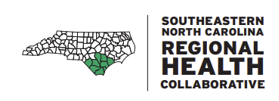 SOUTHEASTERN
NORTH CAROLINA
REGIONAL
HEALTH
COLLABORATIVE